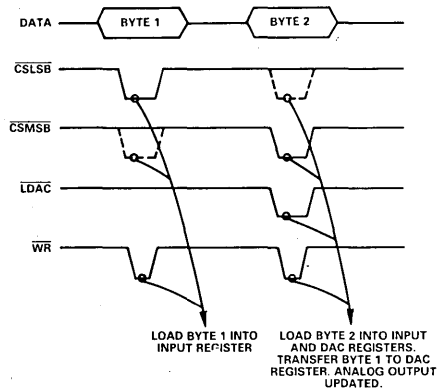 DATA
BYTE 1
BYTE 2
CSLSB
CSMSB
LDAC
WR
LOAD BYTE 1 INTO
INPUT REGISTER
LOAD BYTE 2 INTO INPUT
AND DAC REGISTERS.
TRANSFER BYTE 1 TO DAC
REGISTER. ANALOG OUTPUT
UPDATED.